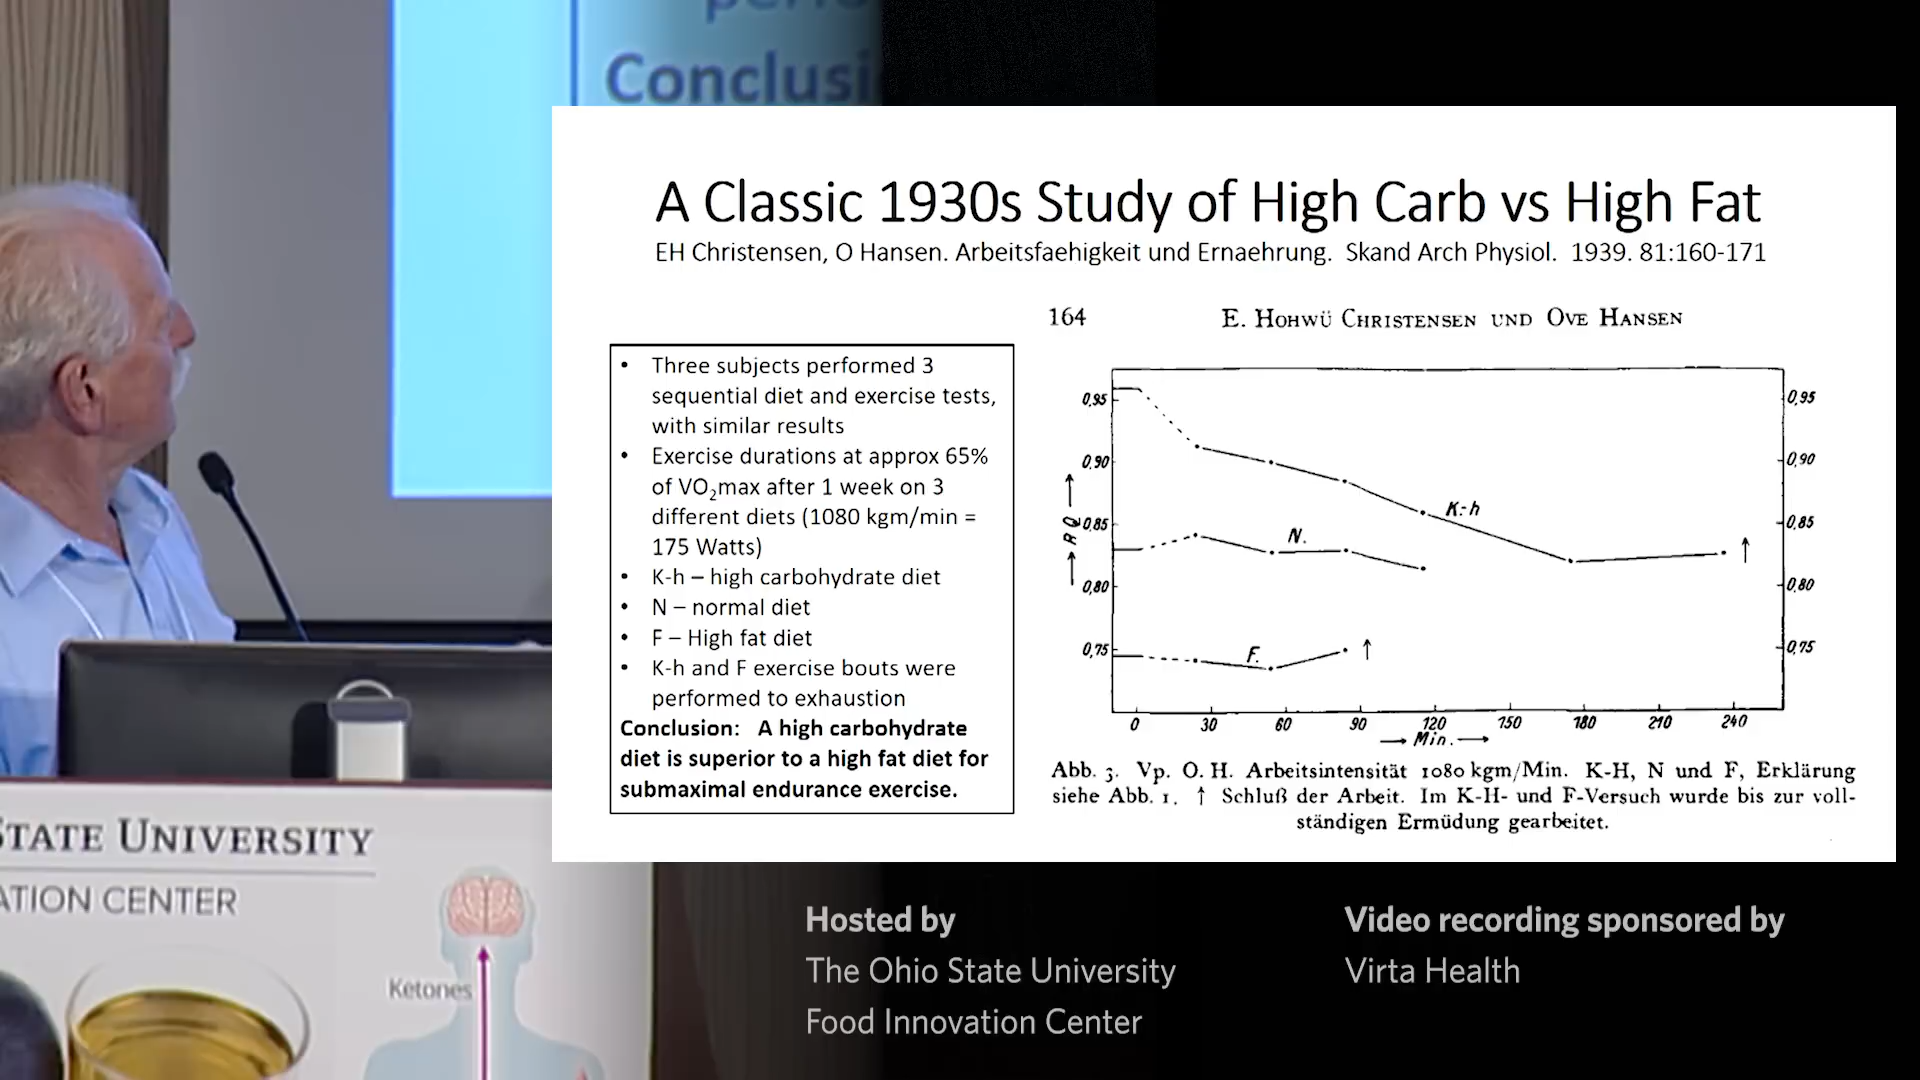 Conclusi
A Classic 1930s Study of High Carb vs High Fat
EH Christensen, O Hansen. Arbeitsfaehigkeit und Ernaehrung. Skand Arch Physiol. 1939. 81:160-171
• Three subjects performed 3
sequential diet and exercise tests,
with similar results
• Exercise durations at approx 65%
of VO₂max after 1 week on 3
different diets (1080 kgm/min =
175 Watts)
• K-h – high carbohydrate diet
• N – normal diet
• F – High fat diet
• K-h and F exercise bouts were
performed to exhaustion
Conclusion: A high carbohydrate
diet is superior to a high fat diet for
submaximal endurance exercise.
164 E. Hohwü Christensen und Ove Hansen
0,95 0,95
0,90 0,90
K-h
0,85 0,85
N.
0,80 0,80
0,75 0,75
F.
→ RQ →
0 30 60 90 120 150 180 210 240
→ Min. →
Abb. 3. Vp. O. H. Arbeitsintensität 1080 kgm/Min. K-H, N und F, Erklärung
siehe Abb. 1. ↑ Schluß der Arbeit. Im K-H- und F-Versuch wurde bis zur voll-
ständigen Ermüdung gearbeitet.
State University
ation Center
Ketones
Hosted by
The Ohio State University
Food Innovation Center
Video recording sponsored by
Virta Health